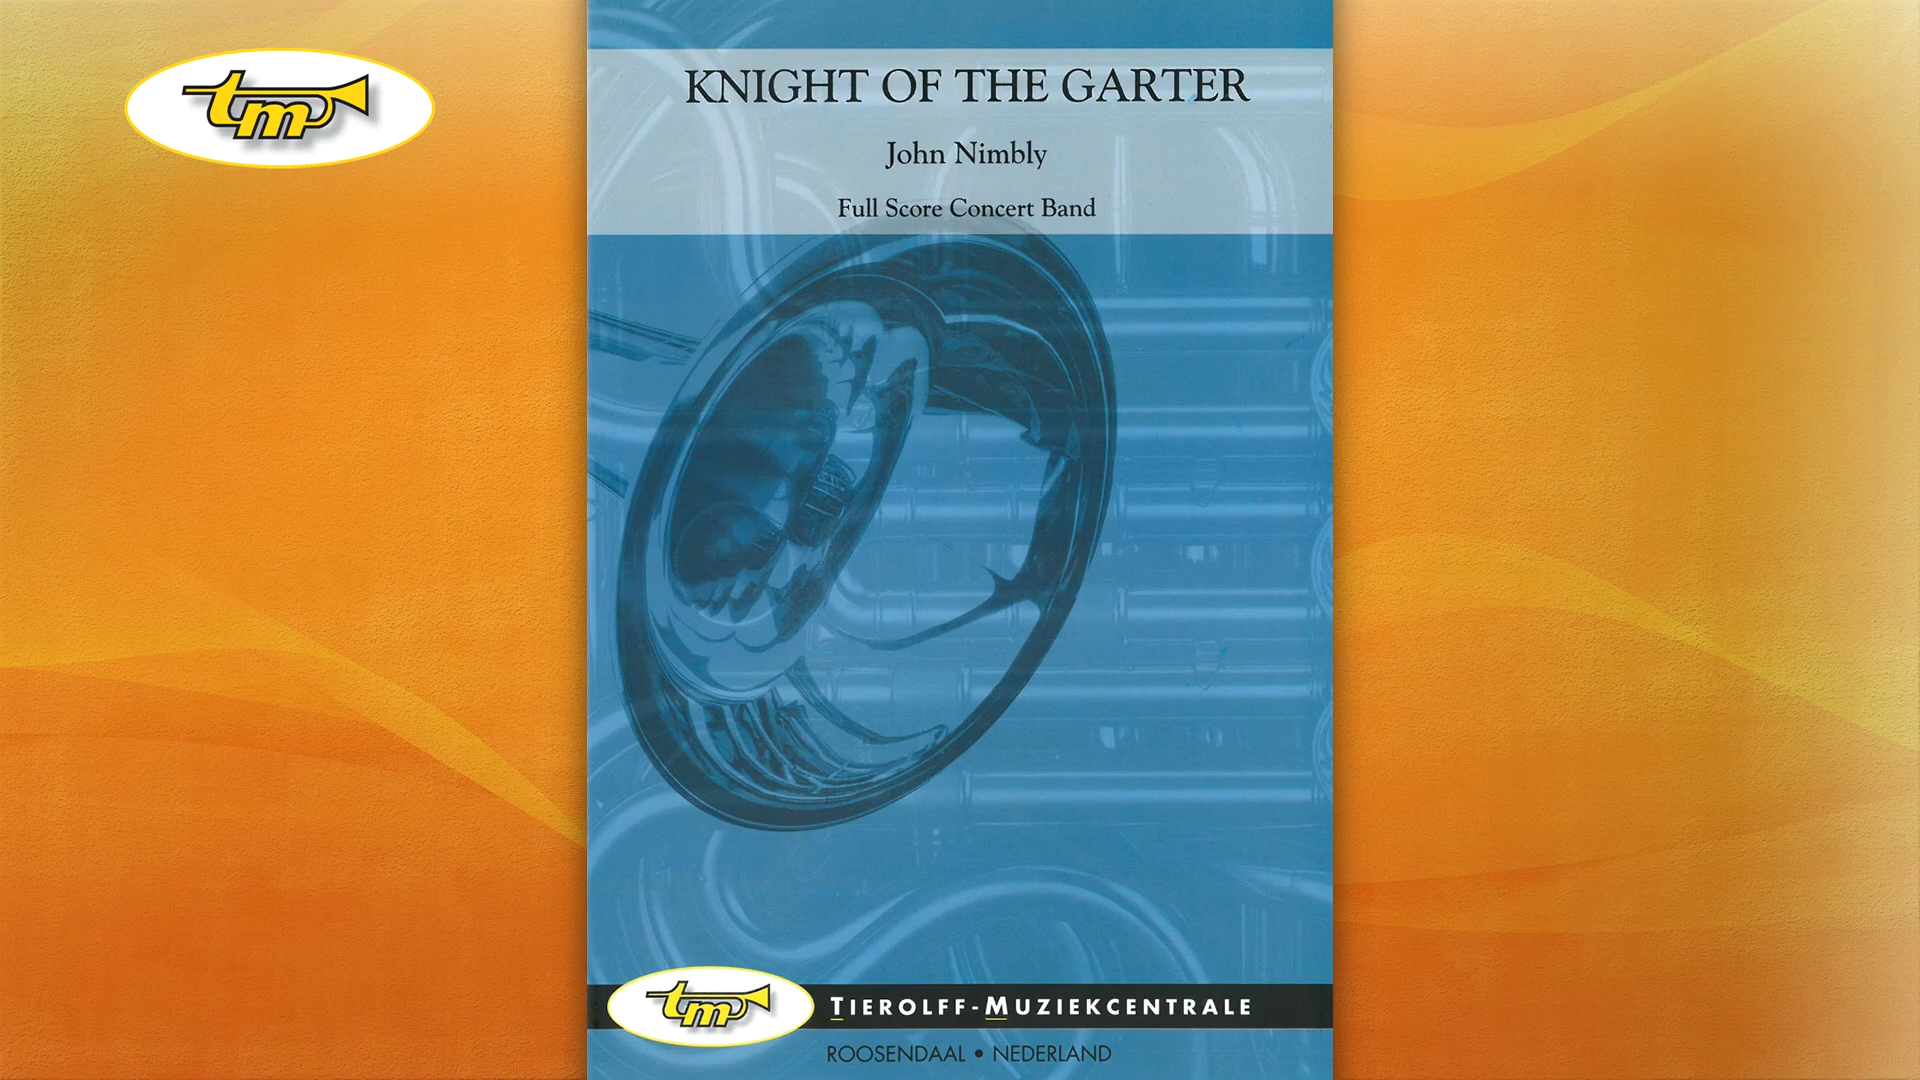 tm
KNIGHT OF THE GARTER
John Nimbly
Full Score Concert Band
tm
TIEROLFF-MUZIEKCENTRALE
ROOSENDAAL • NEDERLAND